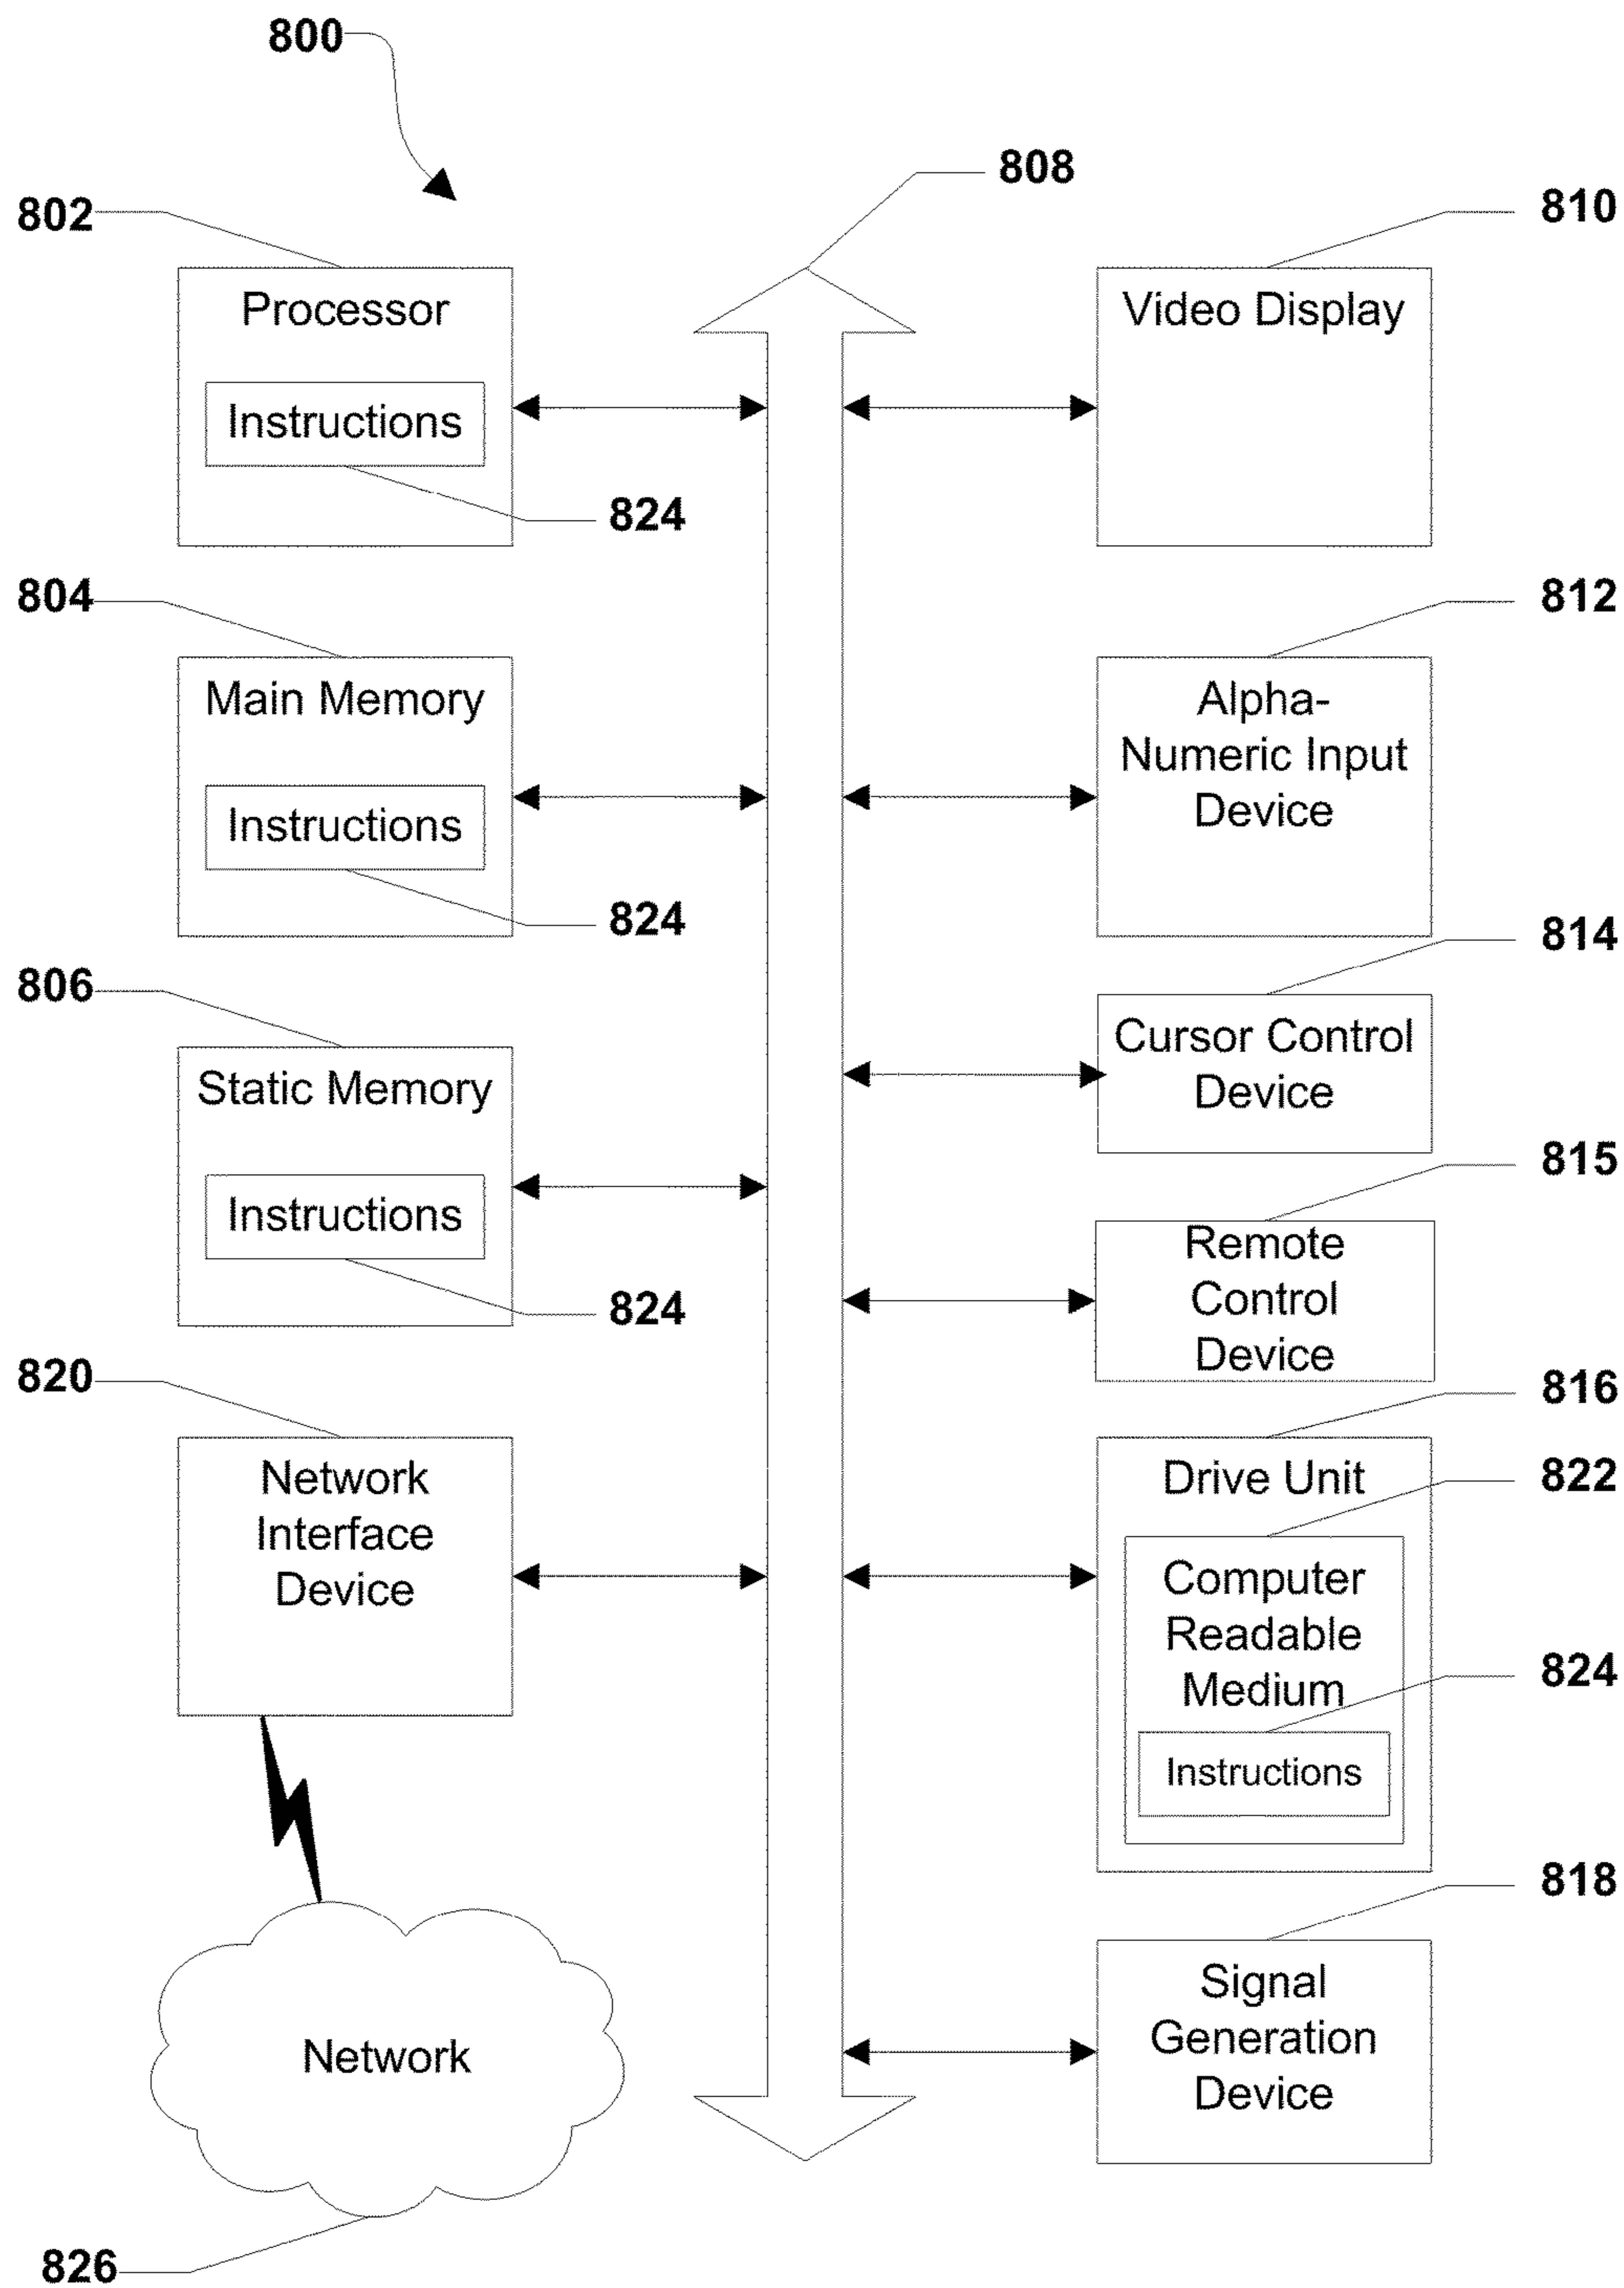 800
808
802
810
Processor
Video Display
Instructions
824
804
812
Main Memory
Alpha-
Numeric Input
Device
Instructions
824
814
806
Cursor Control
Device
Static Memory
815
Instructions
Remote
Control
Device
824
820
816
Network
Interface
Device
Drive Unit
822
Computer
Readable
Medium
824
Instructions
818
Signal
Generation
Device
Network
826